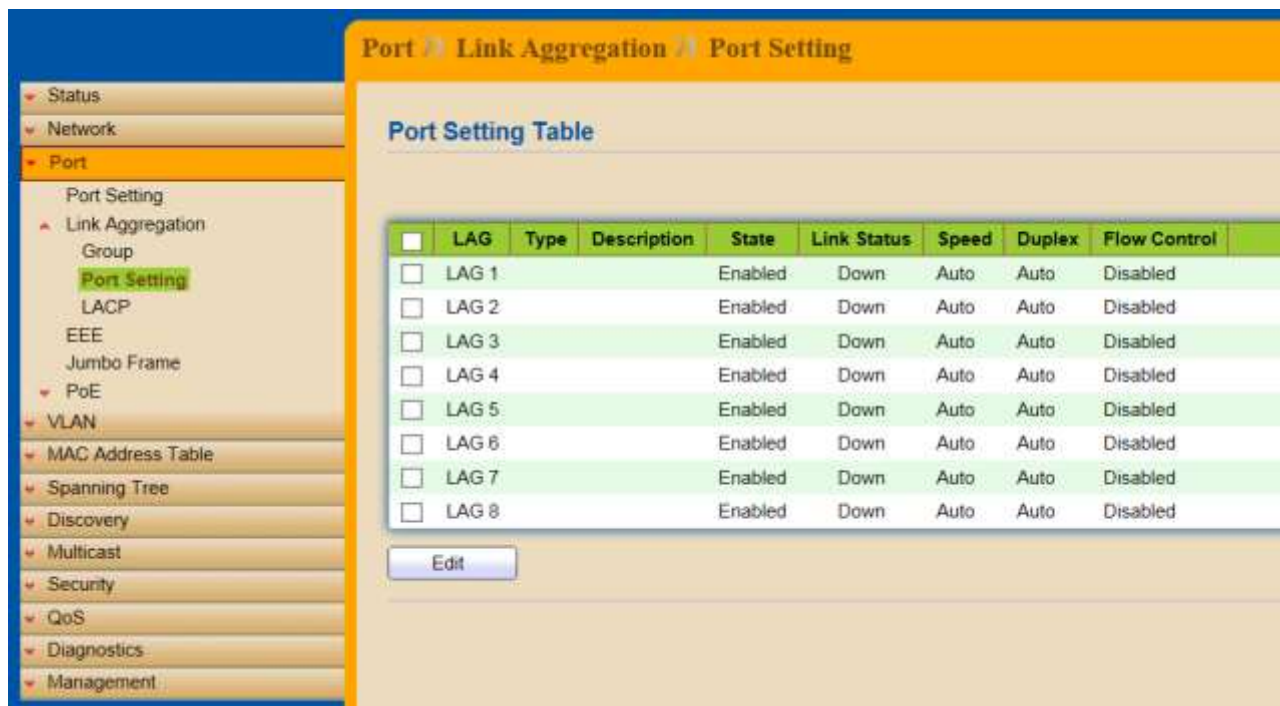 Port Link Aggregation Port Setting
Status
Network
Port
Port Setting
Link Aggregation
Group
Port Setting
LACP
EEE
Jumbo Frame
PoE
VLAN
MAC Address Table
Spanning Tree
Discovery
Multicast
Security
QoS
Diagnostics
Management
Port Setting Table
LAG Type Description State Link Status Speed Duplex Flow Control
LAG 1 Enabled Down Auto Auto Disabled
LAG 2 Enabled Down Auto Auto Disabled
LAG 3 Enabled Down Auto Auto Disabled
LAG 4 Enabled Down Auto Auto Disabled
LAG 5 Enabled Down Auto Auto Disabled
LAG 6 Enabled Down Auto Auto Disabled
LAG 7 Enabled Down Auto Auto Disabled
LAG 8 Enabled Down Auto Auto Disabled
Edit